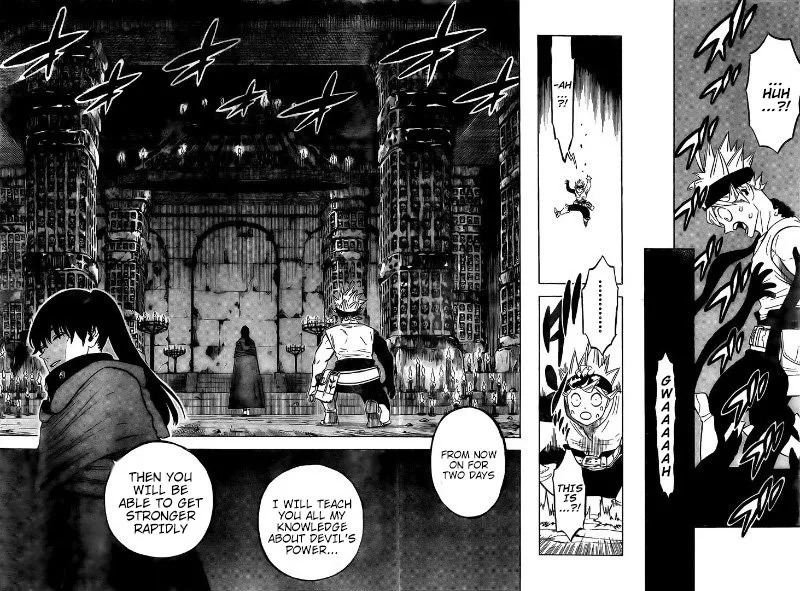 ...
HUH
...?!
GWAAAAAH
-AH
...?!
.........
THIS
IS
...?!
FROM NOW
ON FOR
TWO DAYS
I WILL TEACH
YOU ALL MY
KNOWLEDGE
ABOUT DEVIL'S
POWER...
THEN YOU
WILL BE
ABLE TO GET
STRONGER
RAPIDLY